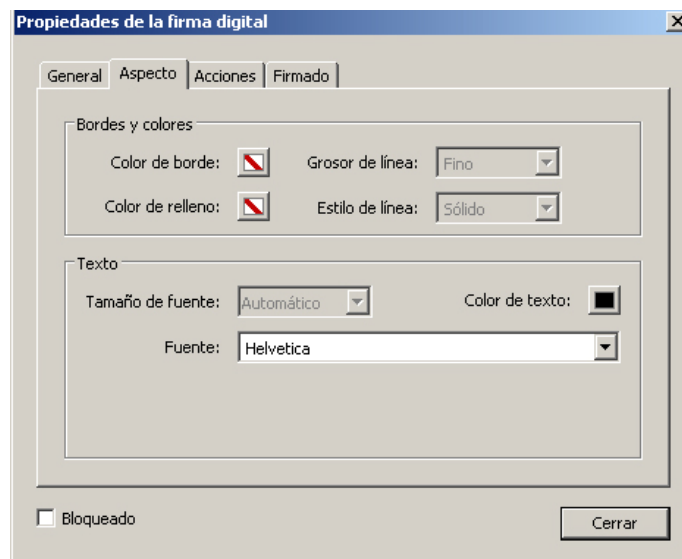 Propiedades de la firma digital
General Aspecto Acciones Firmado
Bordes y colores
Color de borde: Grosor de línea: Fino
Color de relleno: Estilo de línea: Sólido
Texto
Tamaño de fuente: Automático Color de texto:
Fuente: Helvetica
Bloqueado Cerrar